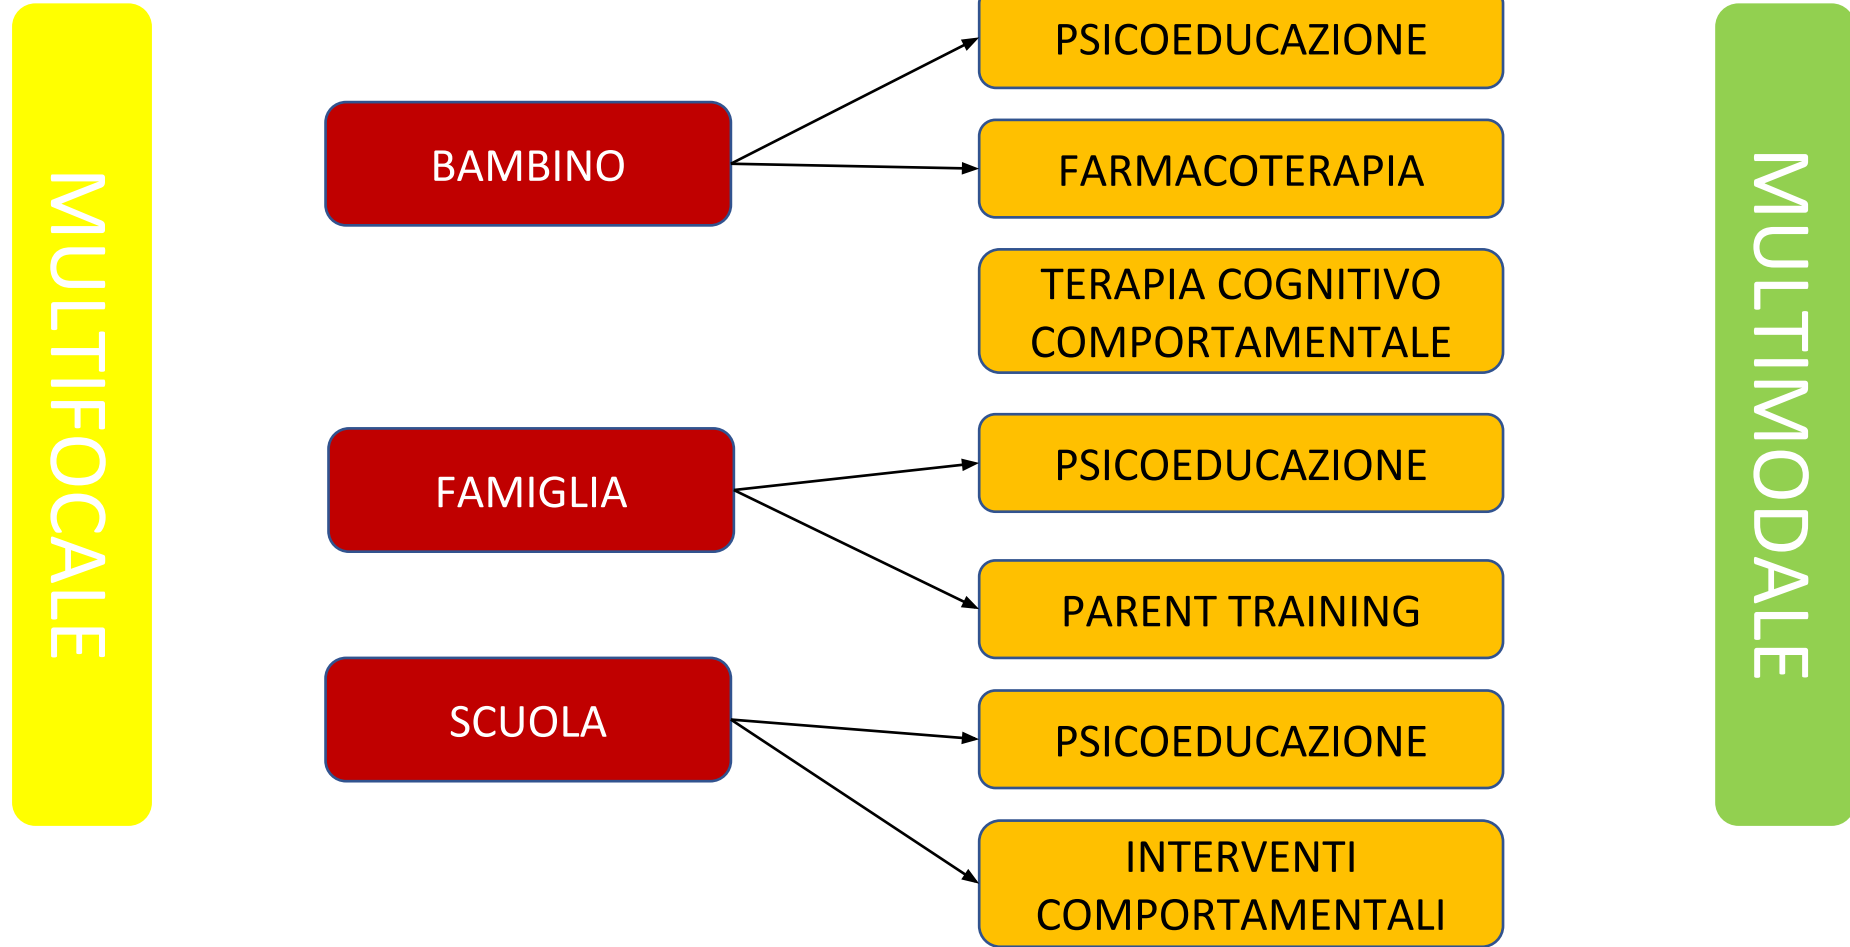 MULTIFOCALE
BAMBINO
PSICOEDUCAZIONE
FARMACOTERAPIA
TERAPIA COGNITIVO
COMPORTAMENTALE
FAMIGLIA
PSICOEDUCAZIONE
PARENT TRAINING
SCUOLA
PSICOEDUCAZIONE
INTERVENTI
COMPORTAMENTALI
MULTIMODALE